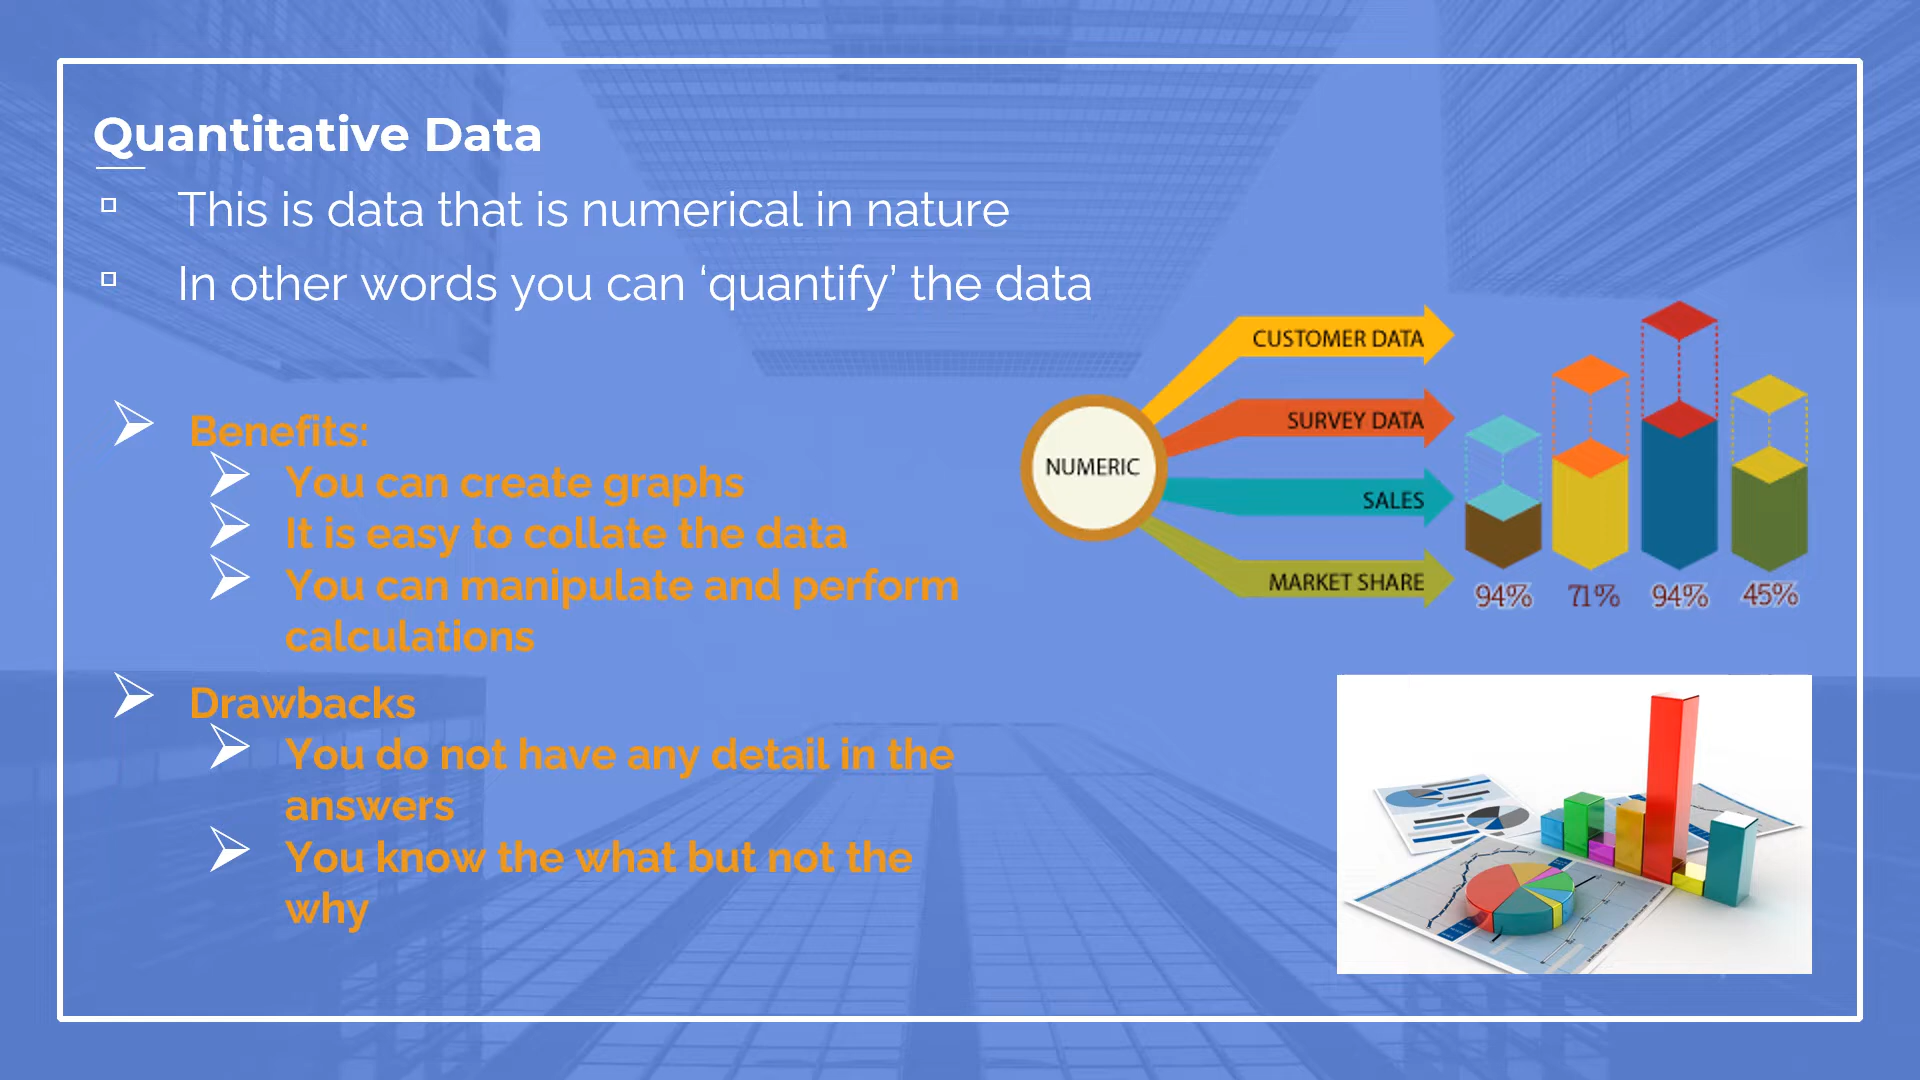 Quantitative Data
This is data that is numerical in nature
In other words you can ‘quantify’ the data
Benefits:
You can create graphs
It is easy to collate the data
You can manipulate and perform
calculations
Drawbacks
You do not have any detail in the
answers
You know the what but not the
why
NUMERIC
CUSTOMER DATA
SURVEY DATA
SALES
MARKET SHARE
94% 71% 94% 45%